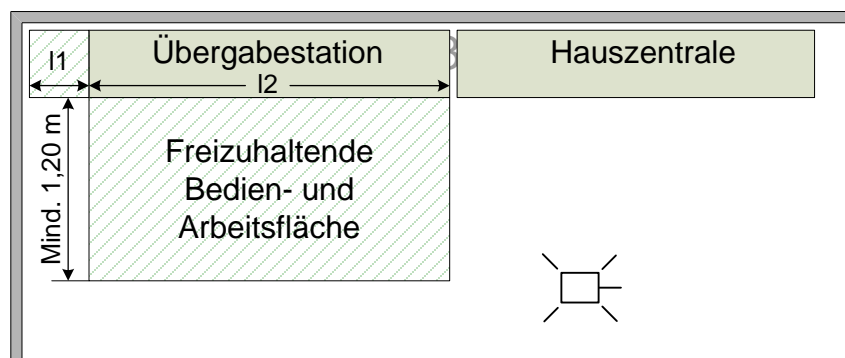 l1
Übergabestation
Hauszentrale
l2
Mind. 1,20 m
Freizuhaltende
Bedien- und
Arbeitsfläche